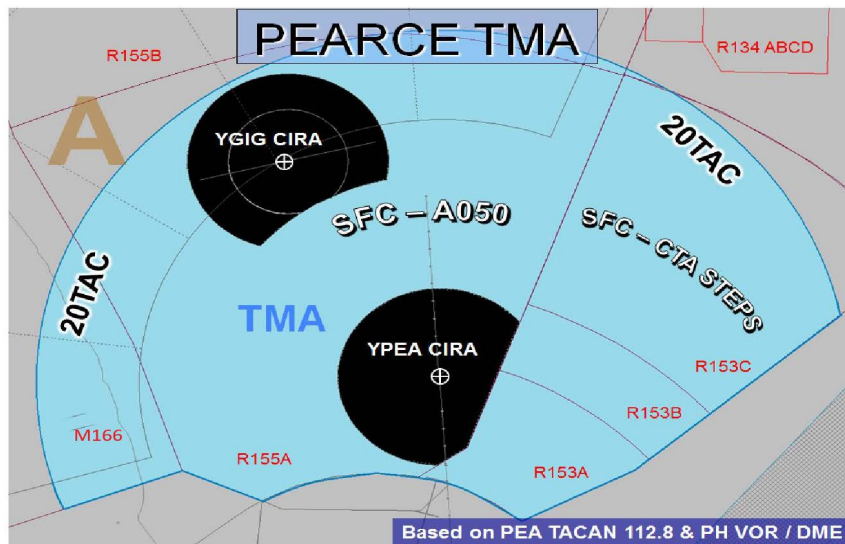 PEARCE TMA
R134 ABCD
R155B
A
YGIG CIRA
20TAC
SFC – A050
SFC – CTA STEPS
20TAC
TMA
YPEA CIRA
R153C
R153B
M166
R155A
R153A
Based on PEA TACAN 112.8 & PH VOR / DME